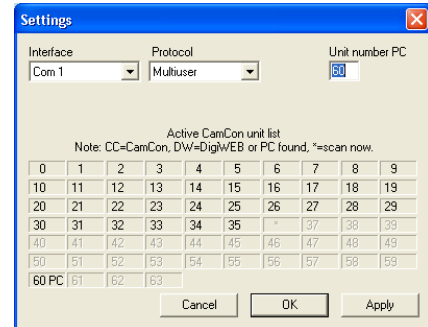 Settings
Interface Protocol Unit number PC
Com 1 Multiuser 60
Active CamCon unit list
Note: CC=CamCon, DW=DigiWEB or PC found, *=scan now.
0 1 2 3 4 5 6 7 8 9
10 11 12 13 14 15 16 17 18 19
20 21 22 23 24 25 26 27 28 29
30 31 32 33 34 35 * 37 38 39
40 41 42 43 44 45 46 47 48 49
50 51 52 53 54 55 56 57 58 59
60 PC 61 62 63
Cancel OK Apply